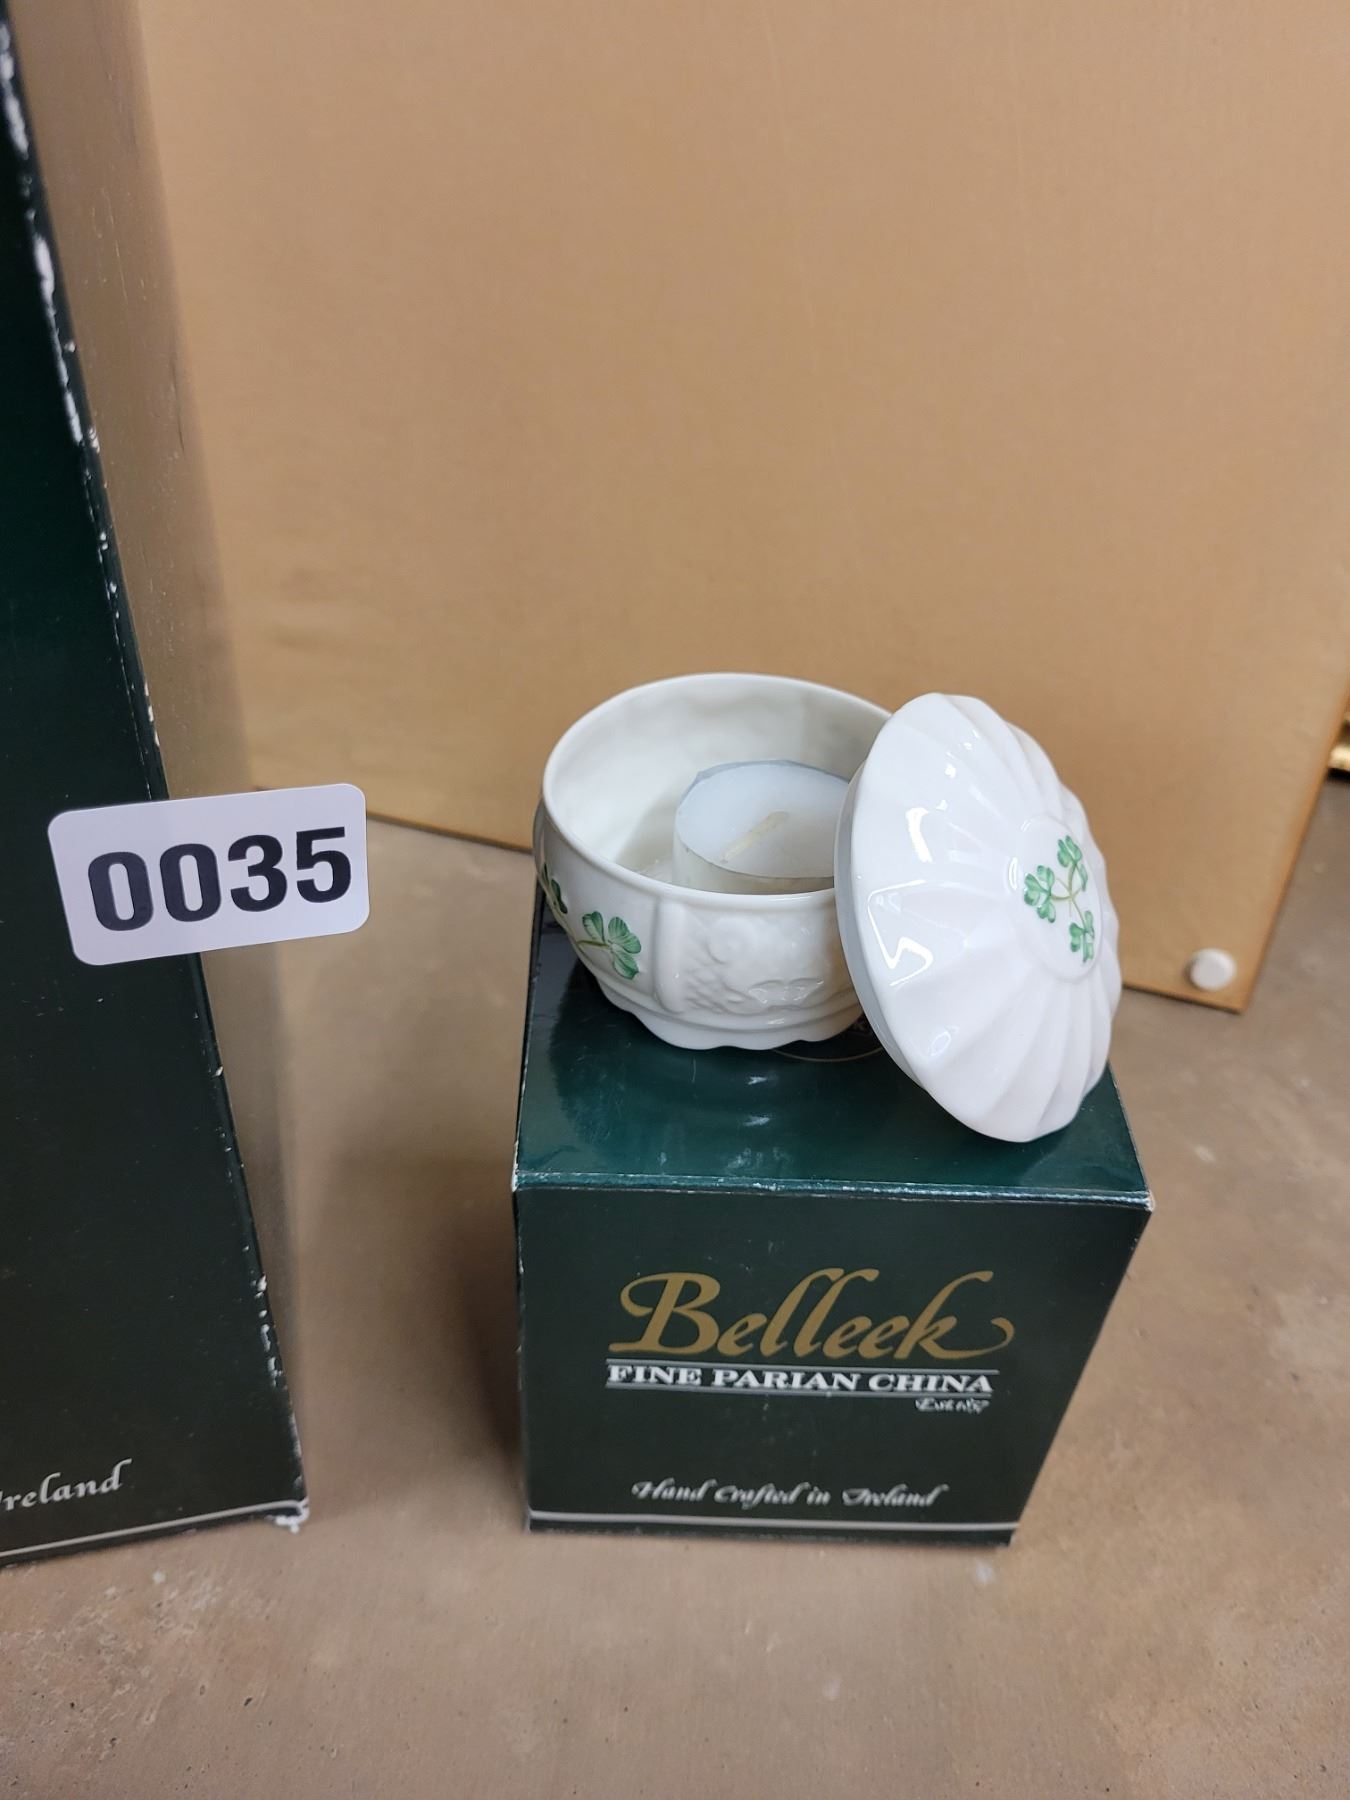 0035
Ireland
Belleek
FINE PARIAN CHINA
Hand Crafted in Ireland